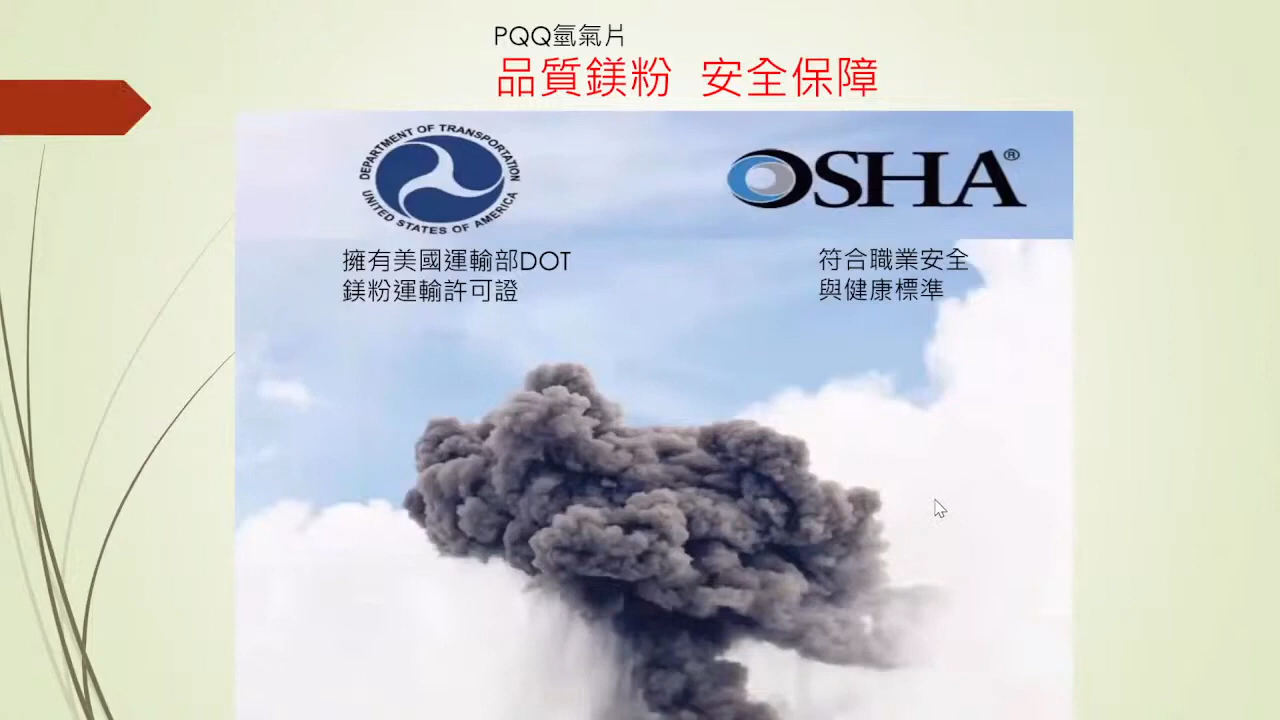 PQQ氫氣片
品質鎂粉 安全保障
DEPARTMENT OF TRANSPORTATION
UNITED STATES OF AMERICA
OSHA®
擁有美國運輸部DOT
鎂粉運輸許可證
符合職業安全
與健康標準